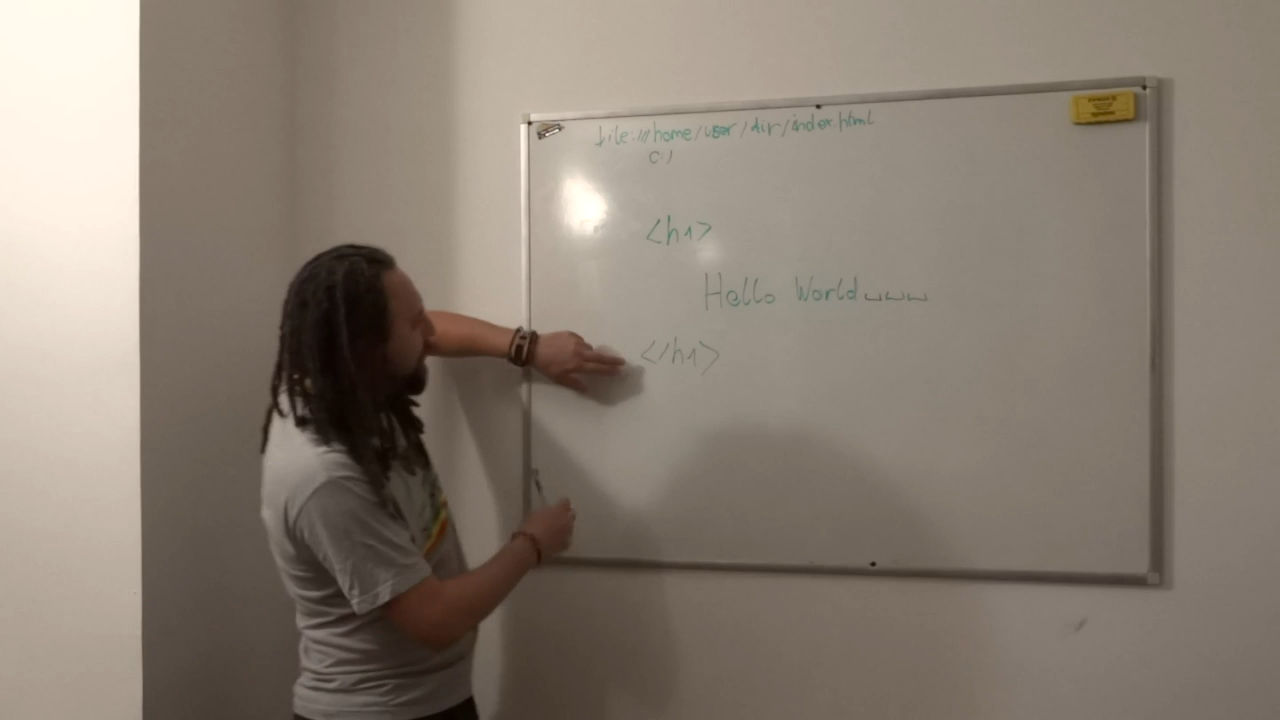 file:///home/user/dir/index.html
C:)
<h1>
Hello World␣␣␣
</h1>